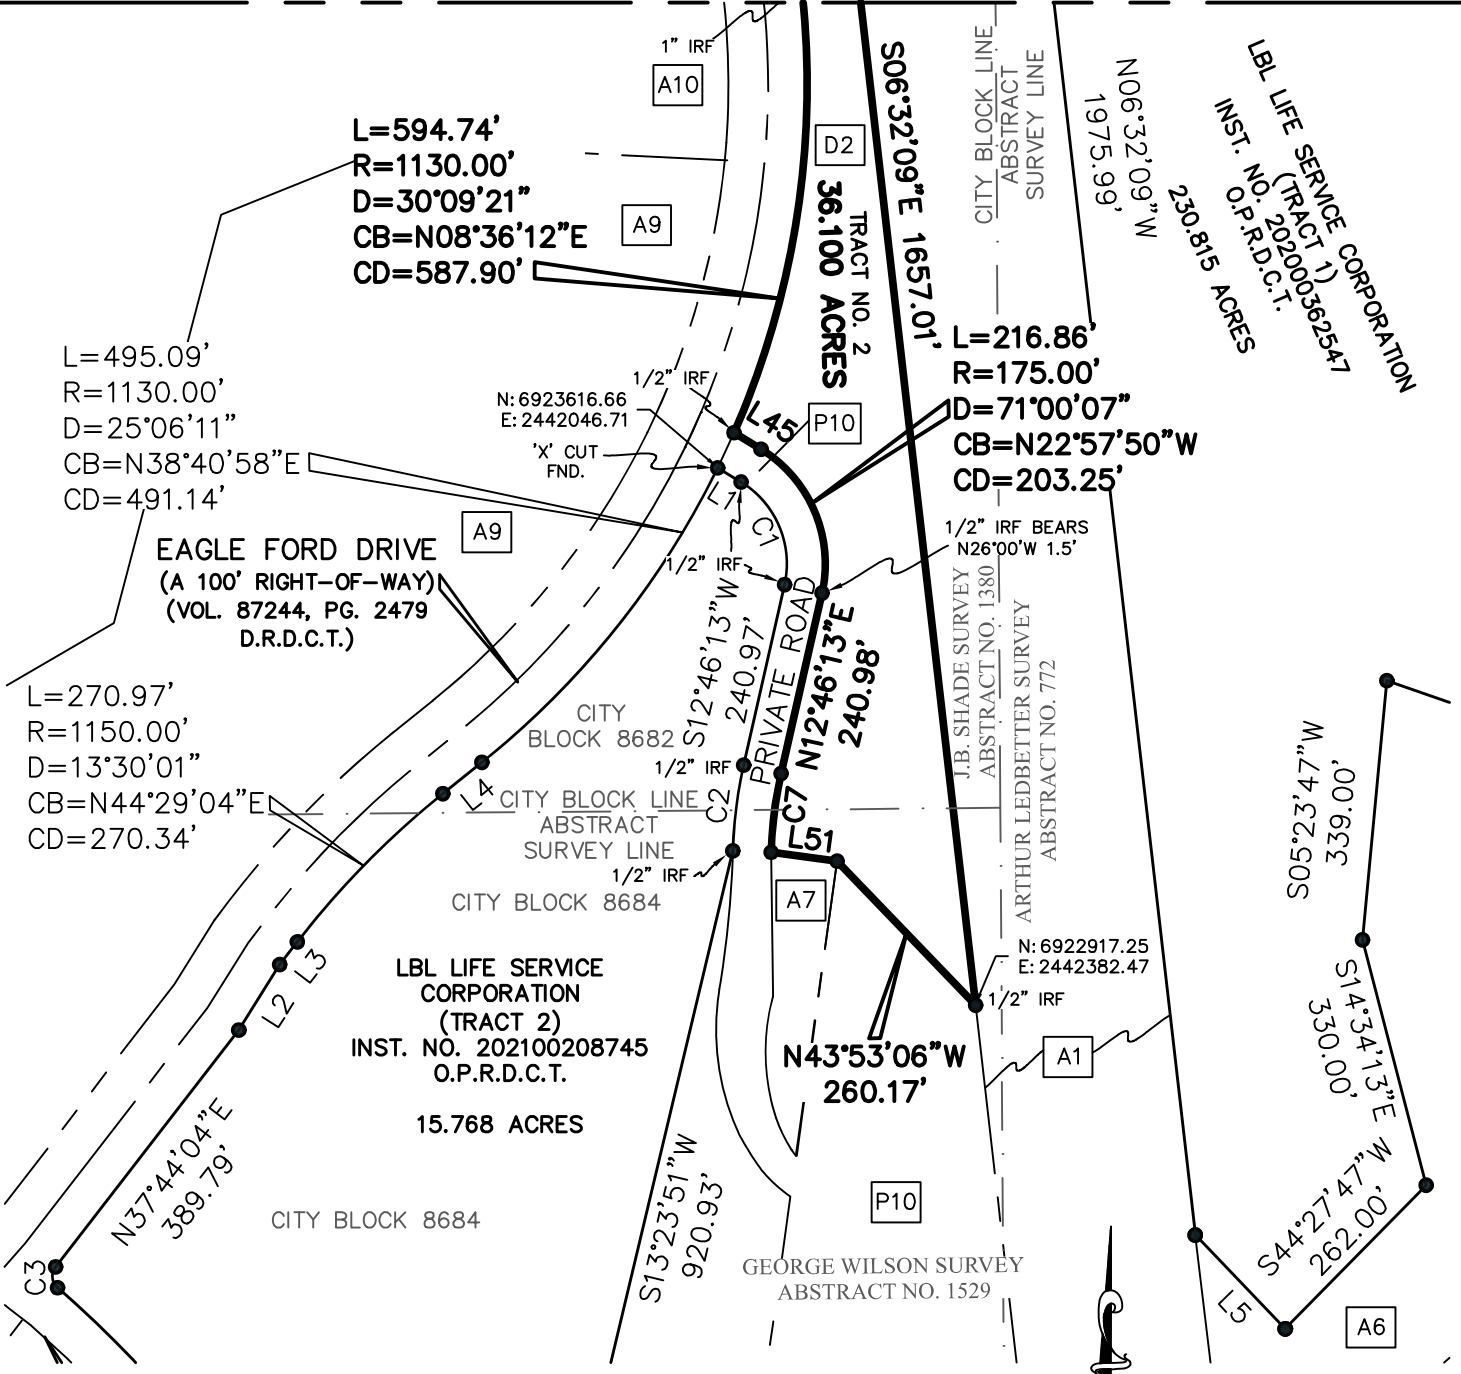 1" IRF
A10
L=594.74'
R=1130.00'
D=30°09'21"
CB=N08°36'12"E
CD=587.90'
A9
D2
TRACT NO. 2
36.100 ACRES
S06°32'09"E 1657.01'
CITY BLOCK LINE
ABSTRACT
SURVEY LINE
N06°32'09"W
1975.99'
LBL LIFE SERVICE CORPORATION
(TRACT 1)
INST. NO. 202000362547
O.P.R.D.C.T.
230.815 ACRES
L=495.09'
R=1130.00'
D=25°06'11"
CB=N38°40'58"E
CD=491.14'
1/2" IRF
N: 6923616.66
E: 2442046.71
'X' CUT
FND.
L45
P10
L=216.86'
R=175.00'
D=71°00'07"
CB=N22°57'50"W
CD=203.25'
L1
C1
A9
1/2" IRF
1/2" IRF BEARS
N26°00'W 1.5'
EAGLE FORD DRIVE
(A 100' RIGHT-OF-WAY)
(VOL. 87244, PG. 2479
D.R.D.C.T.)
S12°46'13"W
240.97'
PRIVATE ROAD
N12°46'13"E
240.98'
J.B. SHADE SURVEY
ABSTRACT NO. 1380
ARTHUR LEDBETTER SURVEY
ABSTRACT NO. 772
L=270.97'
R=1150.00'
D=13°30'01"
CB=N44°29'04"E
CD=270.34'
CITY
BLOCK 8682
1/2" IRF
L4
CITY BLOCK LINE
ABSTRACT
SURVEY LINE
C2
C7
L51
1/2" IRF
S05°23'47"W
339.00'
CITY BLOCK 8684
A7
N: 6922917.25
E: 2442382.47
1/2" IRF
L3
L2
LBL LIFE SERVICE
CORPORATION
(TRACT 2)
INST. NO. 202100208745
O.P.R.D.C.T.
15.768 ACRES
N43°53'06"W
260.17'
A1
S14°34'13"E
330.00'
N37°44'04"E
389.79'
CITY BLOCK 8684
S13°23'51"W
920.93'
P10
S44°27'47"W
262.00'
GEORGE WILSON SURVEY
ABSTRACT NO. 1529
C3
L5
A6